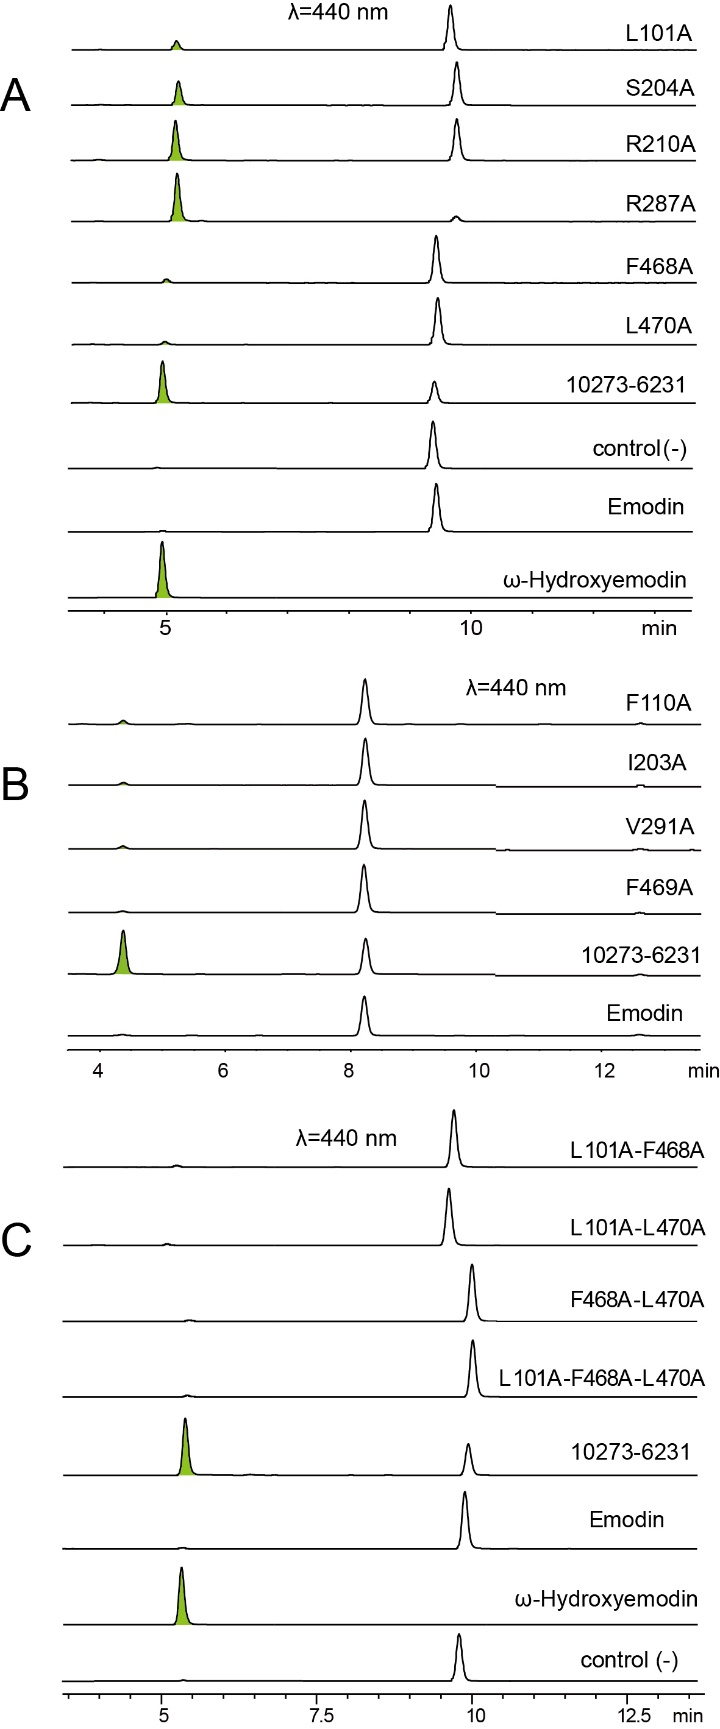 λ=440 nm
L101A
A
S204A
R210A
R287A
F468A
L470A
10273-6231
control(-)
Emodin
ω-Hydroxyemodin
5 10 min
λ=440 nm
F110A
B
I203A
V291A
F469A
10273-6231
Emodin
4 6 8 10 12 min
λ=440 nm
L101A-F468A
C
L101A-L470A
F468A-L470A
L101A-F468A-L470A
10273-6231
Emodin
ω-Hydroxyemodin
control (-)
5 7.5 10 12.5 min